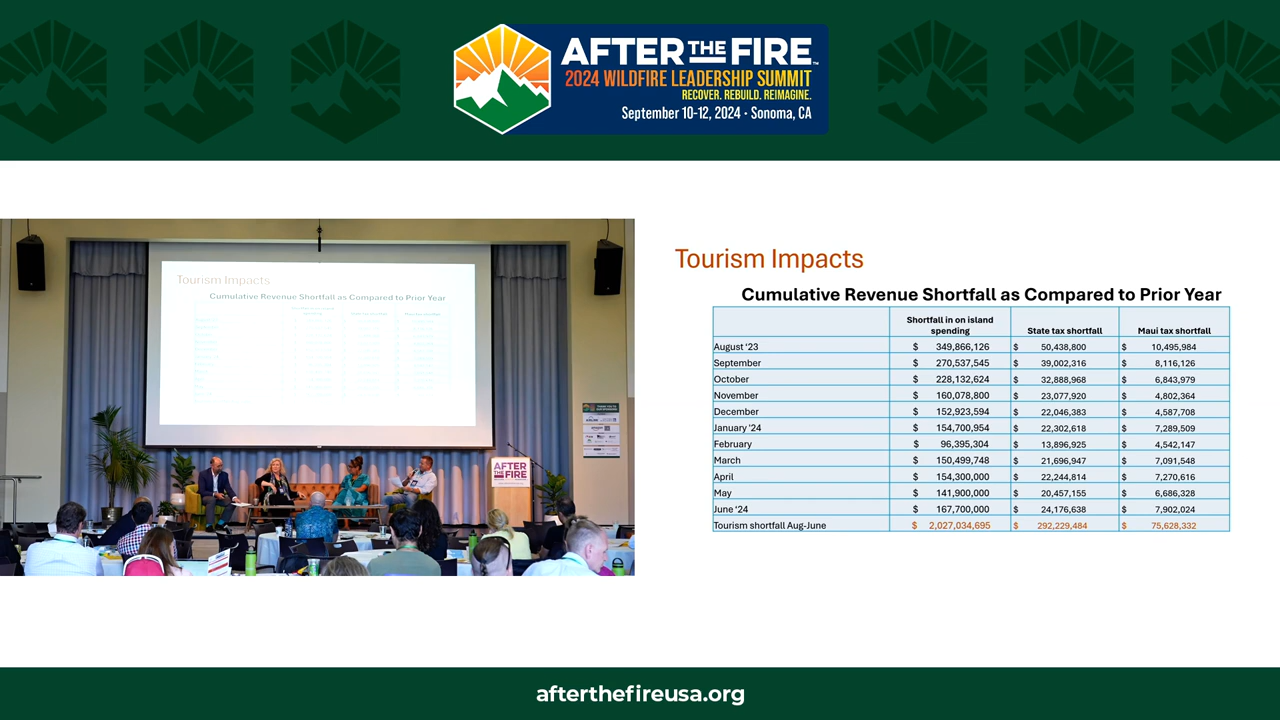 AFTER THE FIRE™
2024 WILDFIRE LEADERSHIP SUMMIT
RECOVER. REBUILD. REIMAGINE.
September 10-12, 2024 · Sonoma, CA
Tourism Impacts
Cumulative Revenue Shortfall as Compared to Prior Year
AFTER
THE FIRE
Tourism Impacts
Cumulative Revenue Shortfall as Compared to Prior Year
Shortfall in on island
spending State tax shortfall Maui tax shortfall
August '23 $ 349,866,126 $ 50,438,800 $ 10,495,984
September $ 270,537,545 $ 39,002,316 $ 8,116,126
October $ 228,132,624 $ 32,888,968 $ 6,843,979
November $ 160,078,800 $ 23,077,920 $ 4,802,364
December $ 152,923,594 $ 22,046,383 $ 4,587,708
January '24 $ 154,700,954 $ 22,302,618 $ 7,289,509
February $ 96,395,304 $ 13,896,925 $ 4,542,147
March $ 150,499,748 $ 21,696,947 $ 7,091,548
April $ 154,300,000 $ 22,244,814 $ 7,270,616
May $ 141,900,000 $ 20,457,155 $ 6,686,328
June '24 $ 167,700,000 $ 24,176,638 $ 7,902,024
Tourism shortfall Aug-June $ 2,027,034,695 $ 292,229,484 $ 75,628,332
afterthefireusa.org